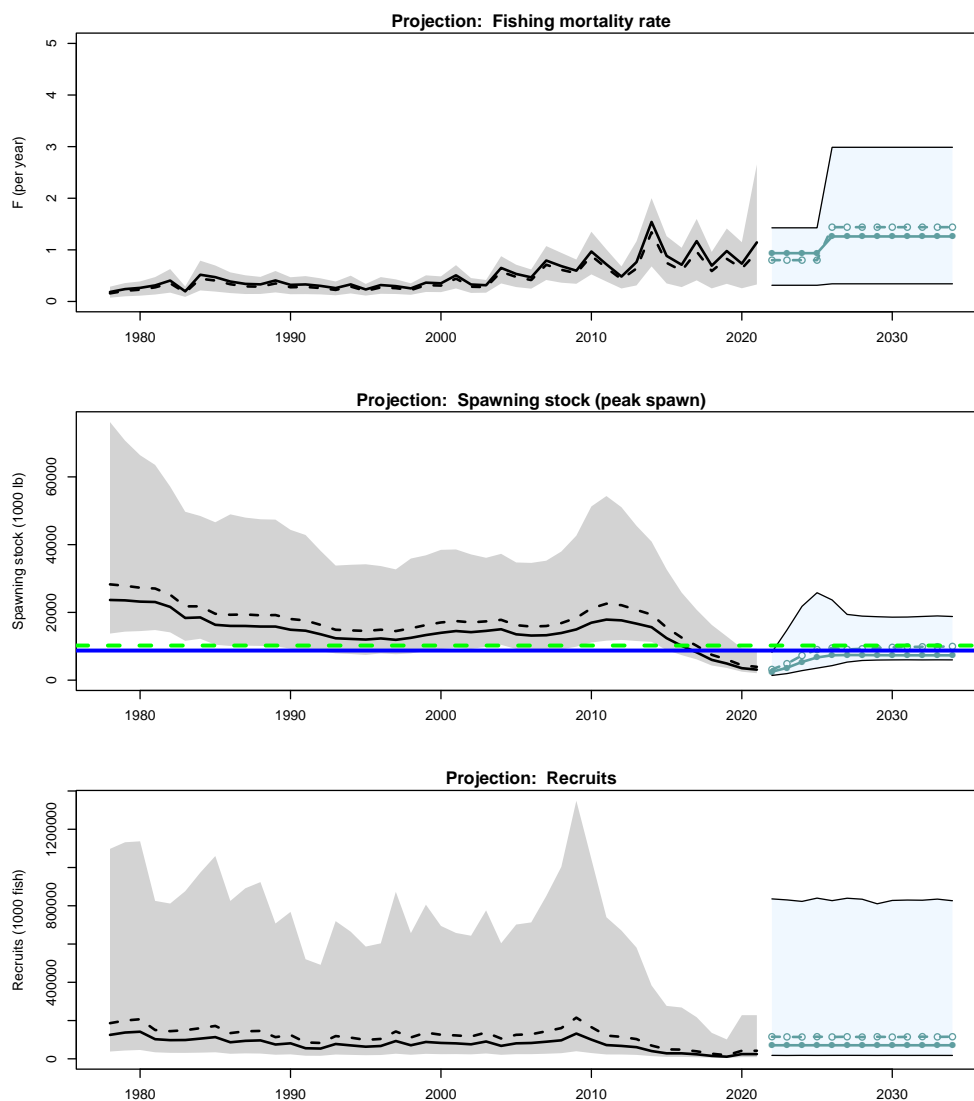 Projection: Fishing mortality rate
F (per year)
5
4
3
2
1
0
1980 1990 2000 2010 2020 2030
Projection: Spawning stock (peak spawn)
Spawning stock (1000 lb)
60000
40000
20000
0
1980 1990 2000 2010 2020 2030
Projection: Recruits
Recruits (1000 fish)
1200000
800000
400000
0
1980 1990 2000 2010 2020 2030